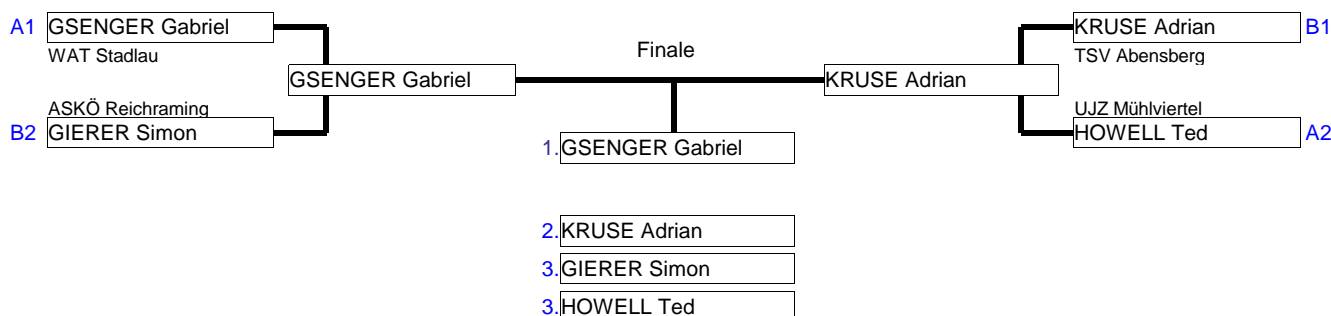 A1 GSENGER Gabriel
WAT Stadlau
KRUSE Adrian B1
TSV Abensberg
Finale
GSENGER Gabriel
KRUSE Adrian
ASKÖ Reichraming
B2 GIERER Simon
UJZ Mühlviertel
HOWELL Ted A2
1. GSENGER Gabriel
2. KRUSE Adrian
3. GIERER Simon
3. HOWELL Ted